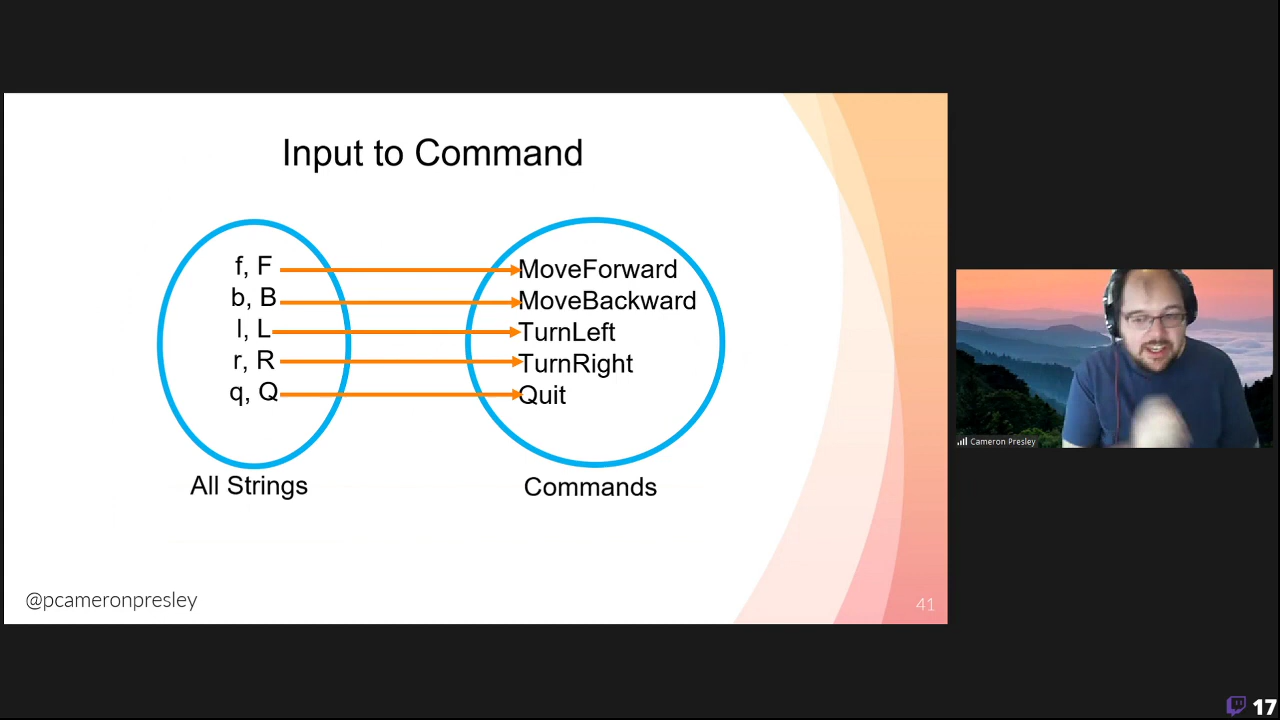 Input to Command
f, F
MoveForward
b, B
MoveBackward
l, L
TurnLeft
r, R
TurnRight
q, Q
Quit
All Strings
Commands
@pcameronpresley
41
Cameron Presley
17